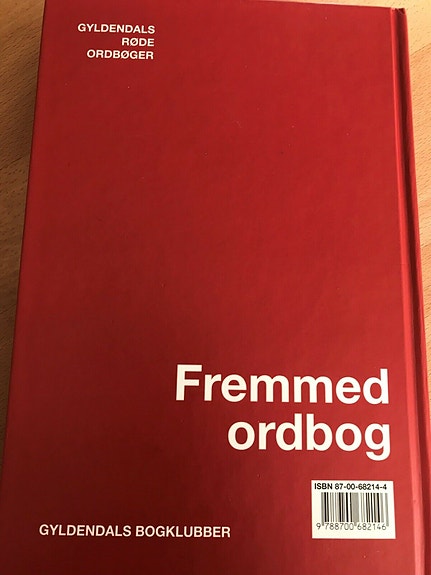 GYLDENDALS
RØDE
ORDBØGER
Fremmed
ordbog
ISBN 87-00-68214-4
9 788700 682146
GYLDENDALS BOGKLUBBER